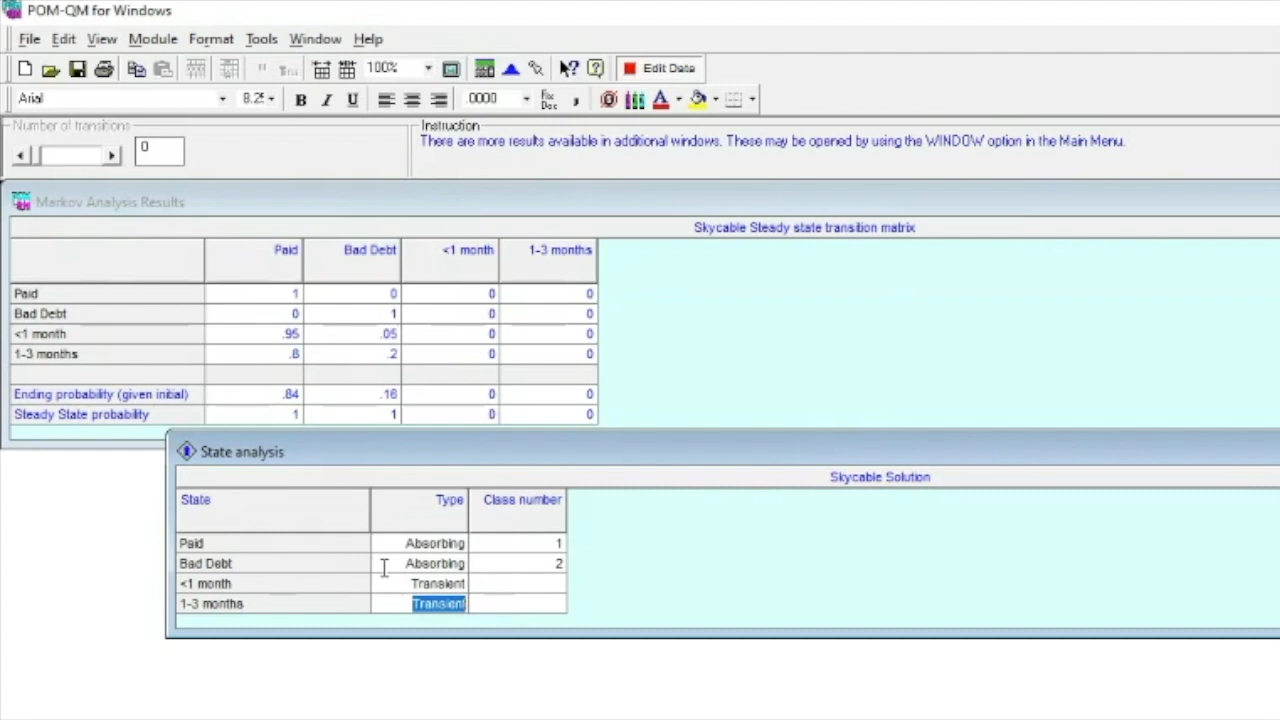 POM-QM for Windows
File Edit View Module Format Tools Window Help
100% Edit Data
Arial 8.25 B I U .0000 Fix Dec ,
Number of transitions
0
Instruction
There are more results available in additional windows. These may be opened by using the WINDOW option in the Main Menu.
Markov Analysis Results
Skycable Steady state transition matrix
Paid Bad Debt <1 month 1-3 months
Paid 1 0 0 0
Bad Debt 0 1 0 0
<1 month .95 .05 0 0
1-3 months .8 .2 0 0
Ending probability (given initial) .84 .16 0 0
Steady State probability 1 1 0 0
State analysis
Skycable Solution
State Type Class number
Paid Absorbing 1
Bad Debt Absorbing 2
<1 month Transient
1-3 months Transient